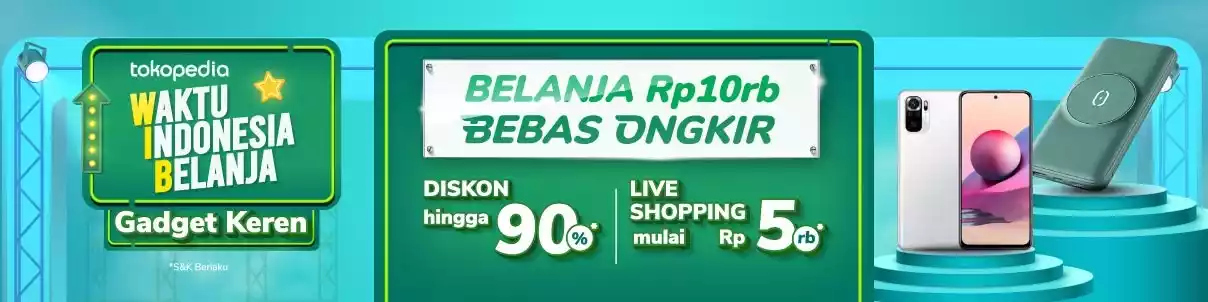 tokopedia
WAKTU
INDONESIA
BELANJA
Gadget Keren
*S&K Berlaku
BELANJA Rp10rb
BEBAS ONGKIR
DISKON
hingga 90%*
LIVE
SHOPPING
mulai Rp 5rb*